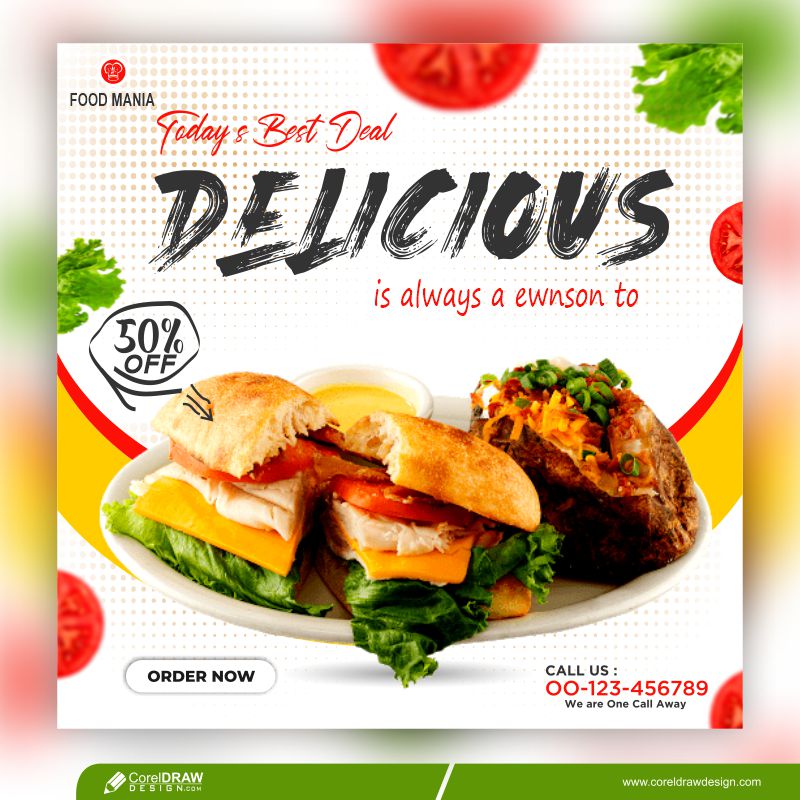 FOOD MANIA
Today's Best Deal
DELICIOUS
is always a ewnson to
50%
OFF
ORDER NOW
CALL US :
OO-123-456789
We are One Call Away
CorelDRAW
DESIGN.COM
www.coreldrawdesign.com